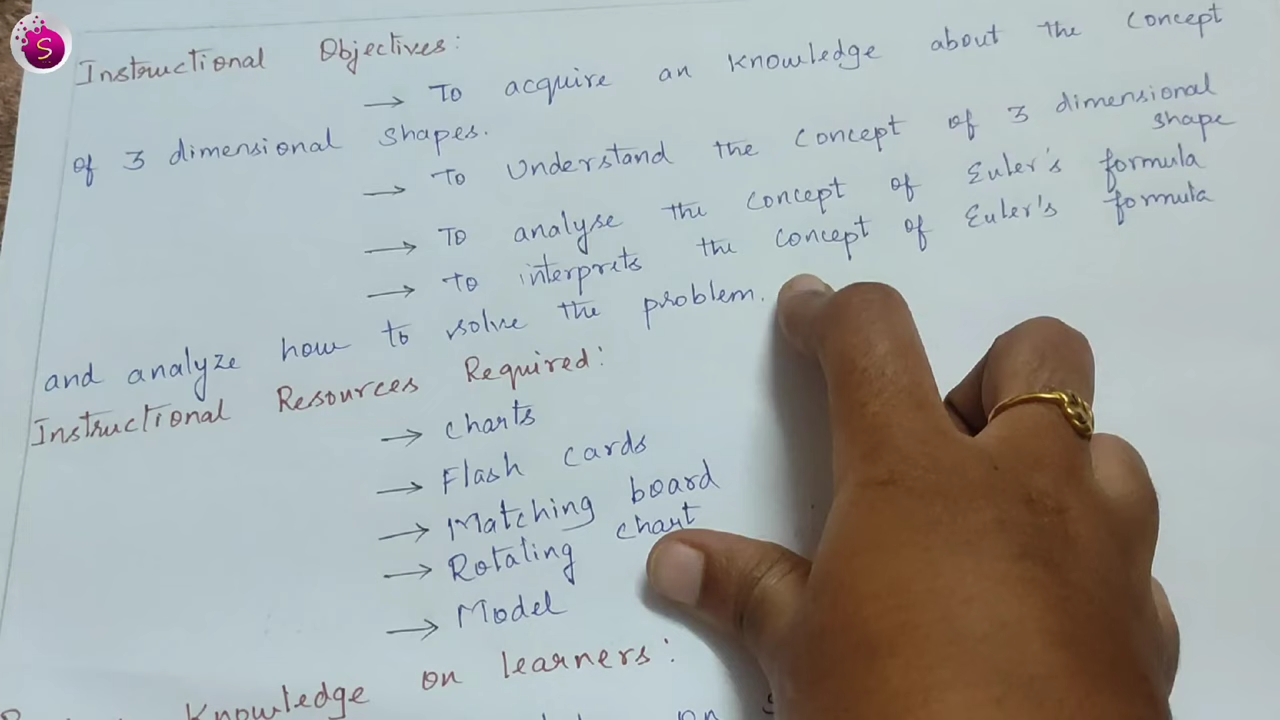 S
Instructional Objectives:
→ To acquire an knowledge about the concept
of 3 dimensional shapes.
→ To Understand the concept of 3 dimensional
shape
→ To analyse the concept of Euler's formula
→ To interprets the concept of Euler's formula
and analyze how to solve the problem.
Instructional Resources Required:
→ charts
→ Flash cards
→ Matching board
→ Rotating chart
→ Model
Knowledge on learners:
on